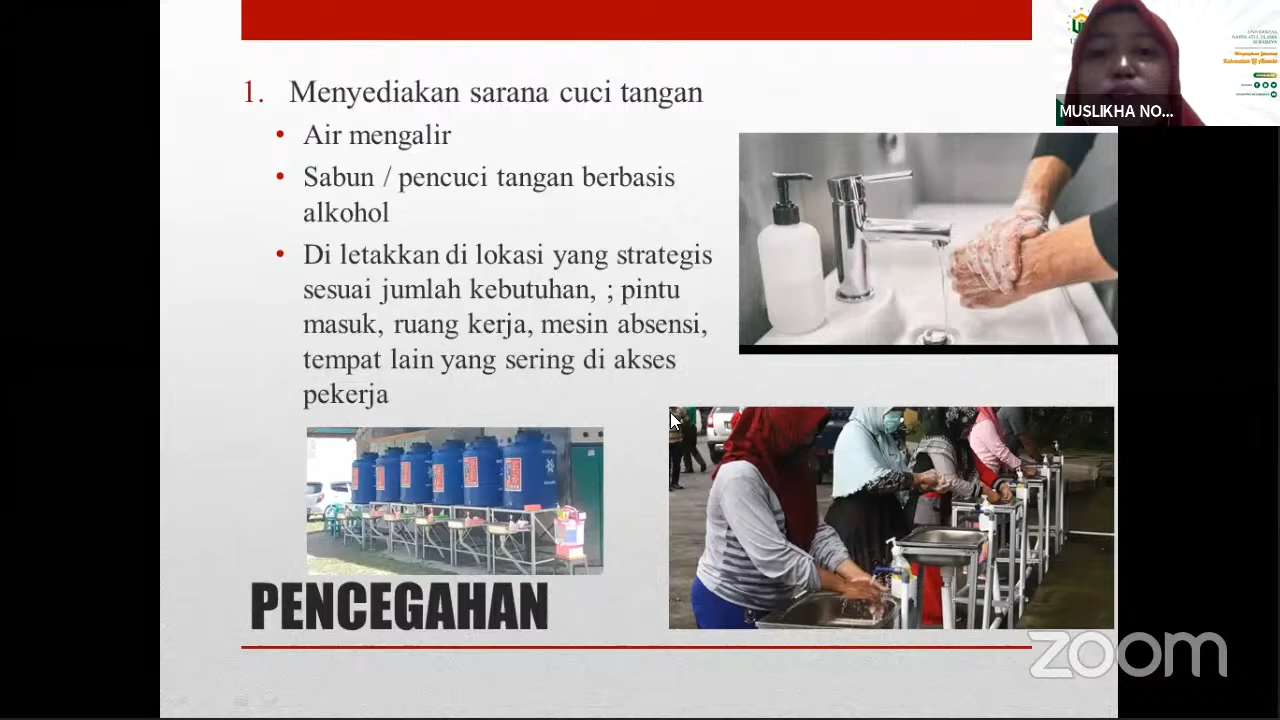 1. Menyediakan sarana cuci tangan
• Air mengalir
• Sabun / pencuci tangan berbasis
alkohol
• Di letakkan di lokasi yang strategis
sesuai jumlah kebutuhan, ; pintu
masuk, ruang kerja, mesin absensi,
tempat lain yang sering di akses
pekerja
PENCEGAHAN
MUSLIKHA NO...
zoom